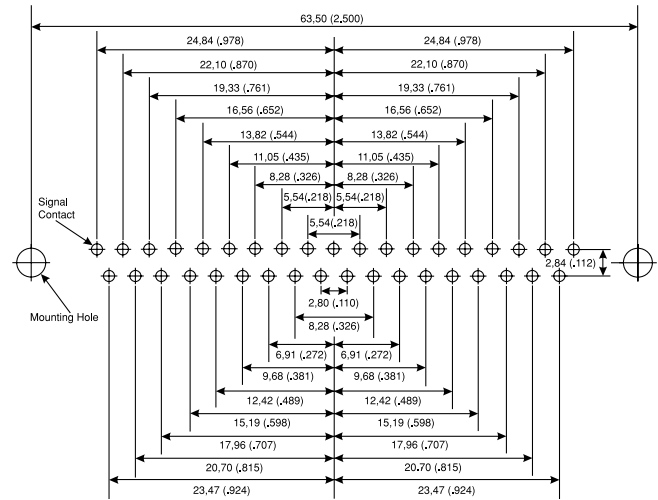 63,50 (2.500)
24,84 (.978) 24,84 (.978)
22,10 (.870) 22,10 (.870)
19,33 (.761) 19,33 (.761)
16,56 (.652) 16,56 (.652)
13,82 (.544) 13,82 (.544)
11,05 (.435) 11,05 (.435)
8,28 (.326) 8,28 (.326)
5,54(.218) 5,54(.218)
Signal
Contact
5,54(.218)
2,84 (.112)
Mounting Hole
2,80 (.110)
8,28 (.326)
6,91 (.272) 6,91 (.272)
9,68 (.381) 9,68 (.381)
12,42 (.489) 12,42 (.489)
15,19 (.598) 15,19 (.598)
17,96 (.707) 17,96 (.707)
20,70 (.815) 20.70 (.815)
23,47 (.924) 23,47 (.924)